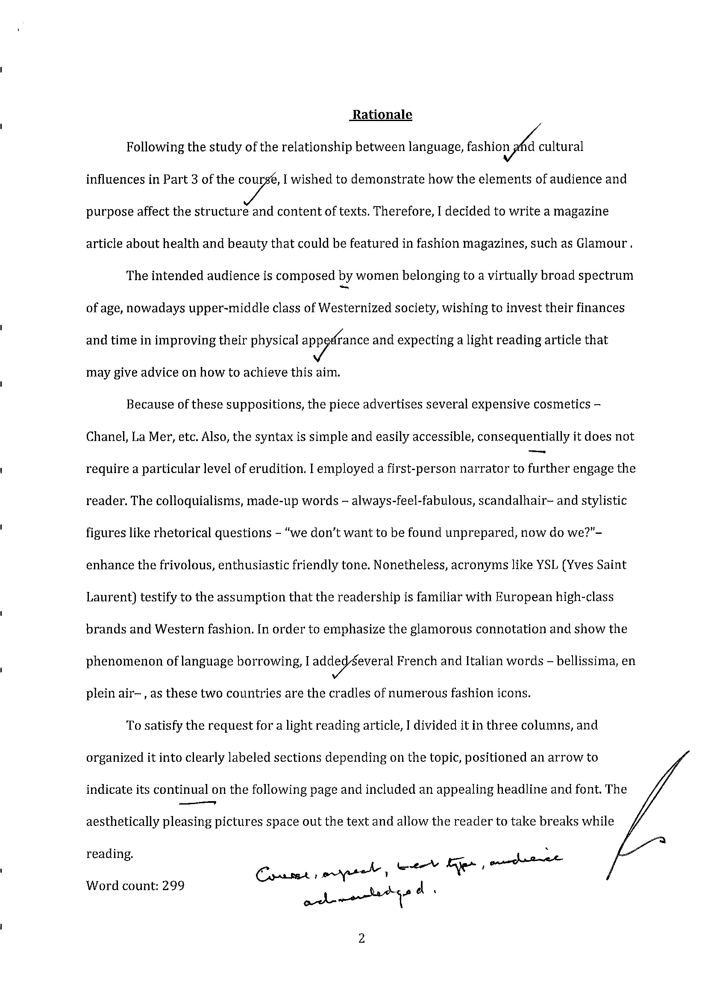 Rationale
Following the study of the relationship between language, fashion and cultural
influences in Part 3 of the course, I wished to demonstrate how the elements of audience and
purpose affect the structure and content of texts. Therefore, I decided to write a magazine
article about health and beauty that could be featured in fashion magazines, such as Glamour .
The intended audience is composed by women belonging to a virtually broad spectrum
of age, nowadays upper-middle class of Westernized society, wishing to invest their finances
and time in improving their physical appearance and expecting a light reading article that
may give advice on how to achieve this aim.
Because of these suppositions, the piece advertises several expensive cosmetics –
Chanel, La Mer, etc. Also, the syntax is simple and easily accessible, consequentially it does not
require a particular level of erudition. I employed a first-person narrator to further engage the
reader. The colloquialisms, made-up words – always-feel-fabulous, scandalhair– and stylistic
figures like rhetorical questions – "we don't want to be found unprepared, now do we?"–
enhance the frivolous, enthusiastic friendly tone. Nonetheless, acronyms like YSL (Yves Saint
Laurent) testify to the assumption that the readership is familiar with European high-class
brands and Western fashion. In order to emphasize the glamorous connotation and show the
phenomenon of language borrowing, I added several French and Italian words – bellissima, en
plein air– , as these two countries are the cradles of numerous fashion icons.
To satisfy the request for a light reading article, I divided it in three columns, and
organized it into clearly labeled sections depending on the topic, positioned an arrow to
indicate its continual on the following page and included an appealing headline and font. The
aesthetically pleasing pictures space out the text and allow the reader to take breaks while
reading.
Course, aspect, text type, audience
acknowledged.
Word count: 299
2